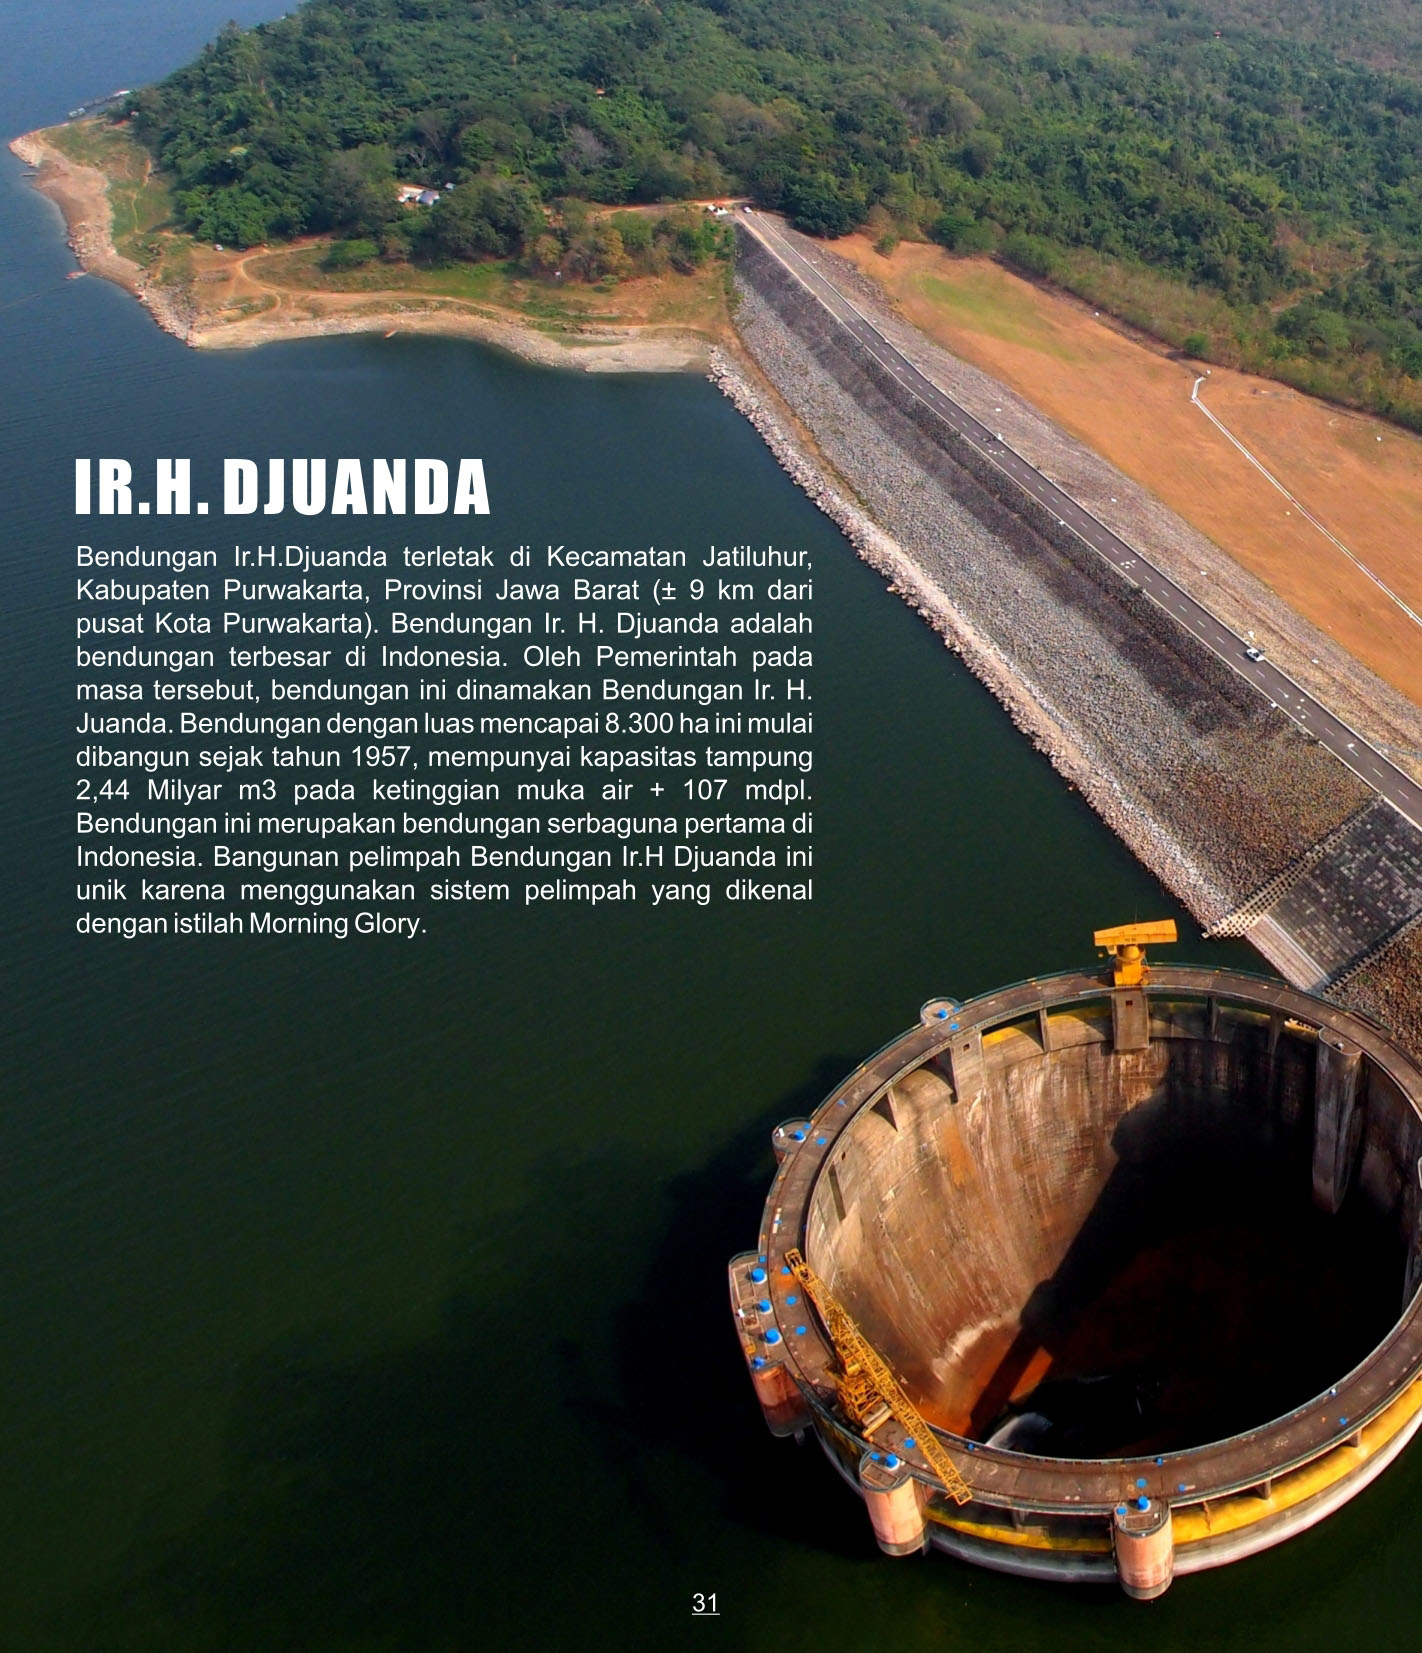 IR.H. DJUANDA
Bendungan Ir.H.Djuanda terletak di Kecamatan Jatiluhur,
Kabupaten Purwakarta, Provinsi Jawa Barat (± 9 km dari
pusat Kota Purwakarta). Bendungan Ir. H. Djuanda adalah
bendungan terbesar di Indonesia. Oleh Pemerintah pada
masa tersebut, bendungan ini dinamakan Bendungan Ir. H.
Juanda. Bendungan dengan luas mencapai 8.300 ha ini mulai
dibangun sejak tahun 1957, mempunyai kapasitas tampung
2,44 Milyar m3 pada ketinggian muka air + 107 mdpl.
Bendungan ini merupakan bendungan serbaguna pertama di
Indonesia. Bangunan pelimpah Bendungan Ir.H Djuanda ini
unik karena menggunakan sistem pelimpah yang dikenal
dengan istilah Morning Glory.
31